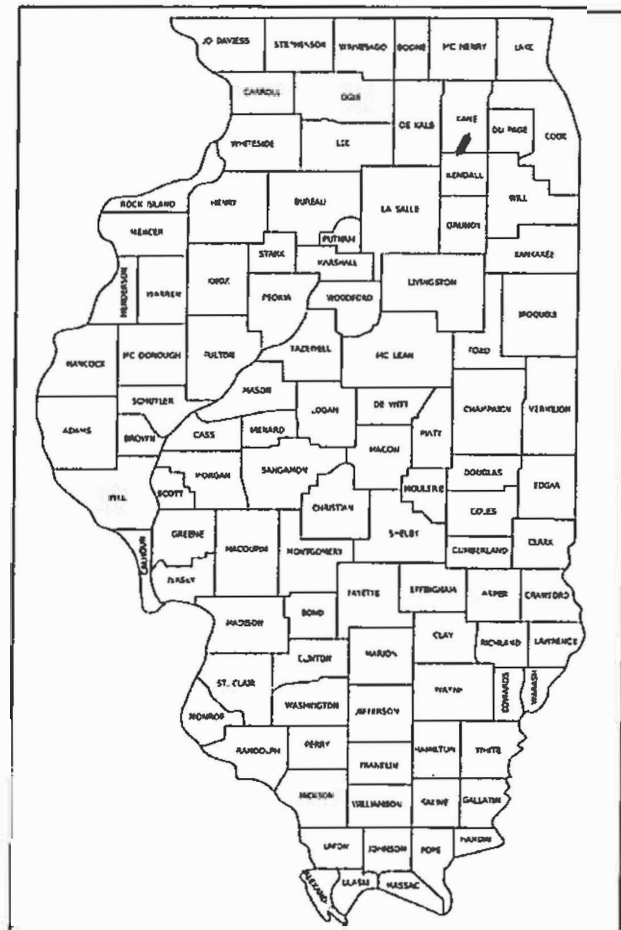 JO DAVIESS
STEPHENSON
WINNEBAGO
BOONE
MC HENRY
LAKE
CARROLL
OGLE
DE KALB
KANE
DU PAGE
COOK
WHITESIDE
LEE
KENDALL
ROCK ISLAND
HENRY
BUREAU
LA SALLE
GRUNDY
WILL
MERCER
PUTNAM
STARK
MARSHALL
KANKAKEE
HENDERSON
WARREN
KNOX
PEORIA
WOODFORD
LIVINGSTON
IROQUOIS
HANCOCK
MC DONOUGH
FULTON
TAZEWELL
MC LEAN
FORD
MASON
SCHUYLER
ADAMS
BROWN
CASS
MENARD
LOGAN
DE WITT
PIATT
CHAMPAIGN
VERMILION
MACON
MORGAN
SANGAMON
PIKE
SCOTT
CHRISTIAN
MOULTRIE
DOUGLAS
EDGAR
COLES
GREENE
MACOUPIN
MONTGOMERY
SHELBY
CUMBERLAND
CLARK
CALHOUN
JERSEY
FAYETTE
EFFINGHAM
JASPER
CRAWFORD
MADISON
BOND
CLAY
RICHLAND
LAWRENCE
CLINTON
MARION
ST. CLAIR
WAYNE
EDWARDS
WABASH
WASHINGTON
JEFFERSON
MONROE
RANDOLPH
PERRY
HAMILTON
WHITE
FRANKLIN
JACKSON
WILLIAMSON
SALINE
GALLATIN
UNION
JOHNSON
POPE
HARDIN
PULASKI
MASSAC